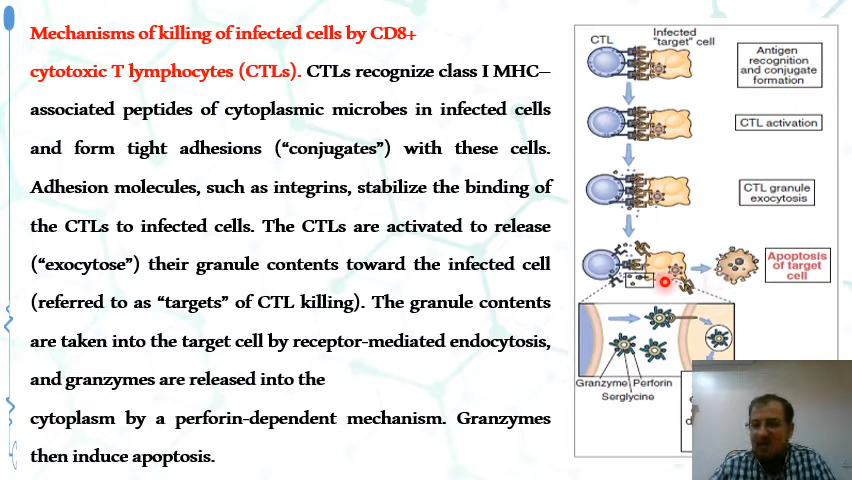 Mechanisms of killing of infected cells by CD8+
cytotoxic T lymphocytes (CTLs). CTLs recognize class I MHC–
associated peptides of cytoplasmic microbes in infected cells
and form tight adhesions (“conjugates”) with these cells.
Adhesion molecules, such as integrins, stabilize the binding of
the CTLs to infected cells. The CTLs are activated to release
(“exocytose”) their granule contents toward the infected cell
(referred to as “targets” of CTL killing). The granule contents
are taken into the target cell by receptor-mediated endocytosis,
and granzymes are released into the
cytoplasm by a perforin-dependent mechanism. Granzymes
then induce apoptosis.
CTL
Infected
"target" cell
Antigen
recognition
and conjugate
formation
CTL activation
CTL granule
exocytosis
Apoptosis
of target
cell
Granzyme Perforin
Serglycine